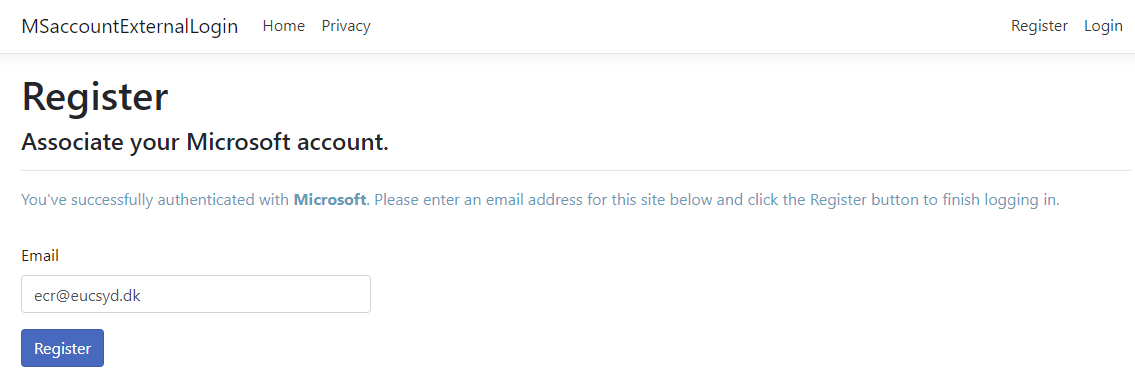 MSaccountExternalLogin Home Privacy Register Login
Register
Associate your Microsoft account.
You've successfully authenticated with Microsoft. Please enter an email address for this site below and click the Register button to finish logging in.
Email
ecr@eucsyd.dk
Register